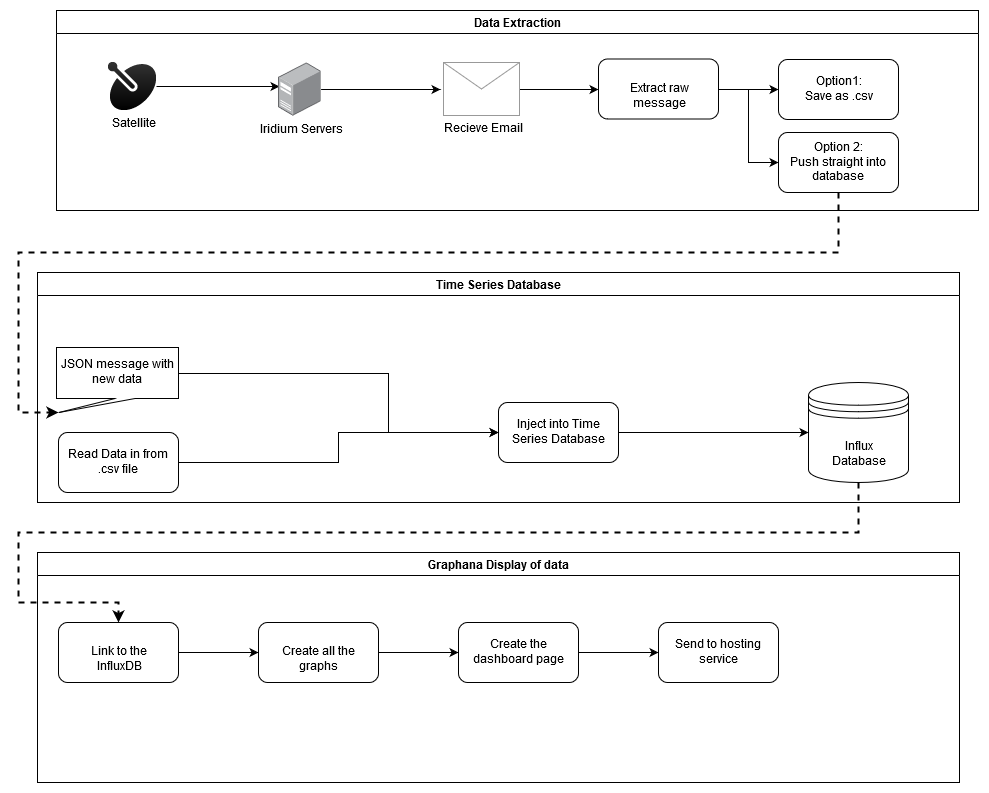 Data Extraction
Satellite
Iridium Servers
Recieve Email
Extract raw
message
Option1:
Save as .csv
Option 2:
Push straight into
database
Time Series Database
JSON message with
new data
Read Data in from
.csv file
Inject into Time
Series Database
Influx
Database
Graphana Display of data
Link to the
InfluxDB
Create all the
graphs
Create the
dashboard page
Send to hosting
service